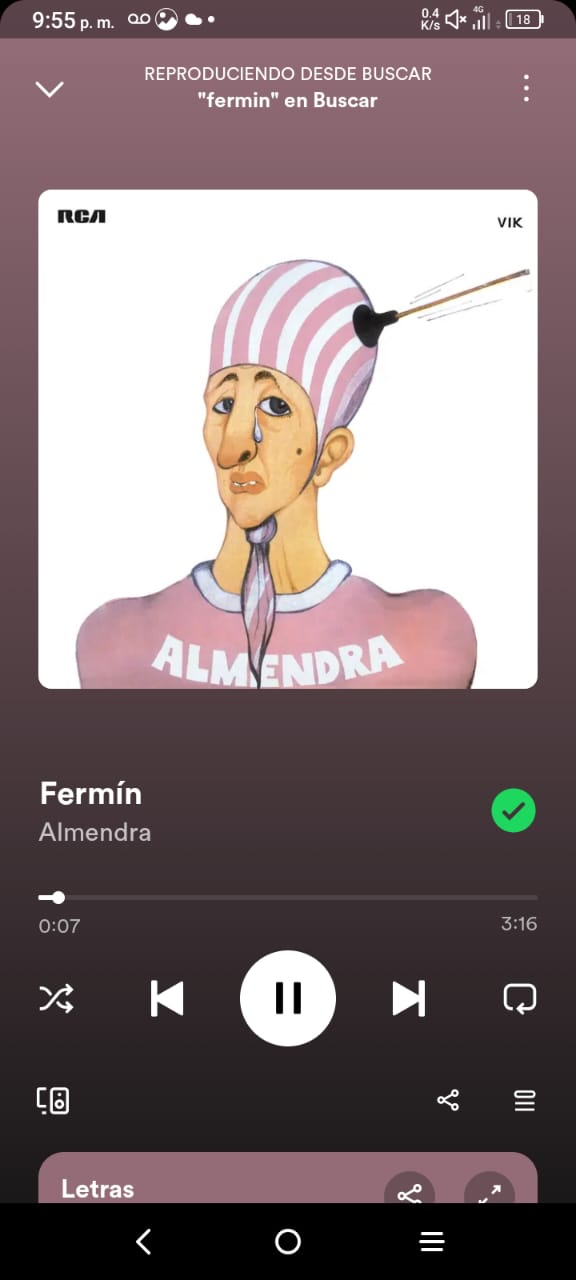 9:55 p. m.
0.4
K/s
4G
18
REPRODUCIENDO DESDE BUSCAR
"fermin" en Buscar
RCA
VIK
ALMENDRA
Fermín
Almendra
0:07
3:16
Letras